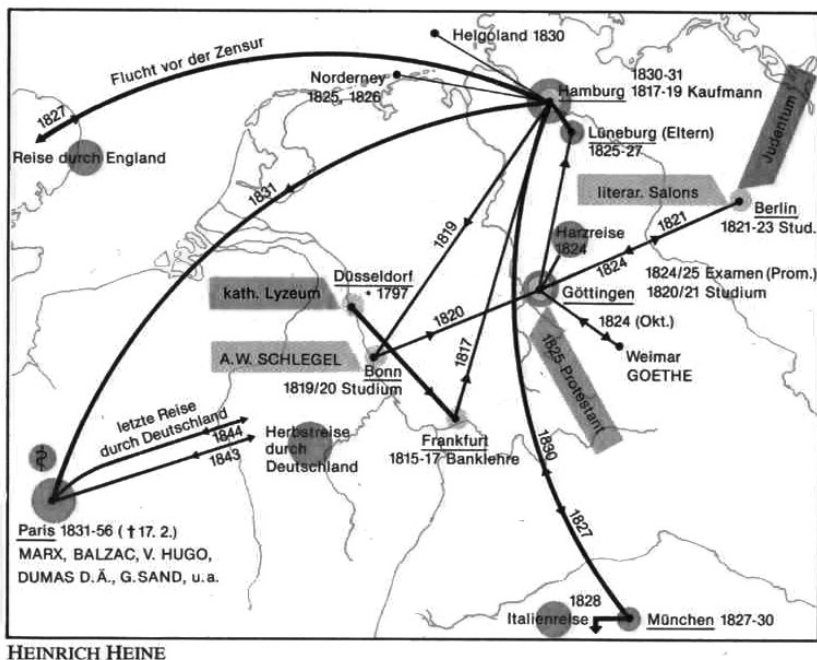 Helgoland 1830
Flucht vor der Zensur
Norderney
1825, 1826
1830-31
Hamburg 1817-19 Kaufmann
1827
Reise durch England
Lüneburg (Eltern)
1825-27
Judentum
literar. Salons
Berlin
1821-23 Stud.
1831
1819
1821
1824
Harzreise
1824
Düsseldorf
* 1797
kath. Lyzeum
1824/25 Examen (Prom.)
Göttingen 1820/21 Studium
1820
1817
1824 (Okt.)
Weimar
GOETHE
A.W. SCHLEGEL
Bonn
1819/20 Studium
1825 Protestant
letzte Reise
durch Deutschland
1844
1843
Herbstreise
durch
Deutschland
Frankfurt
1815-17 Banklehre
1830
1827
Paris 1831-56 ( † 17. 2.)
MARX, BALZAC, V. HUGO,
DUMAS D.Ä., G.SAND, u.a.
1828
Italienreise
München 1827-30
HEINRICH HEINE